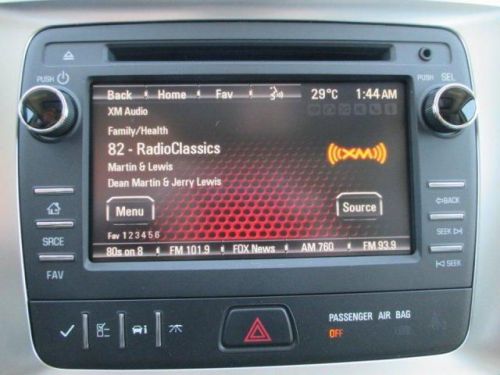 PUSH
PUSH SEL
Back Home Fav 29°C 1:44 AM
XM Audio
Family/Health
82 - RadioClassics
Martin & Lewis
Dean Martin & Jerry Lewis
XM
Menu
Source
Fav 1 2 3 4 5 6
80s on 8 FM 101.9 FOX News AM 760 FM 93.9
SRCE
FAV
BACK
SEEK
SEEK
PASSENGER AIR BAG
OFF